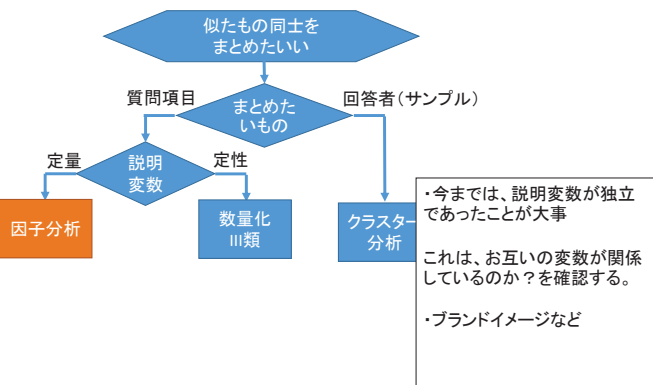 似たもの同士を
まとめたいい
質問項目
まとめた
いもの
回答者（サンプル）
定量
説明
変数
定性
因子分析
数量化
III類
クラスター
分析
・今までは、説明変数が独立
であったことが大事
これは、お互いの変数が関係
しているのか？を確認する。
・ブランドイメージなど